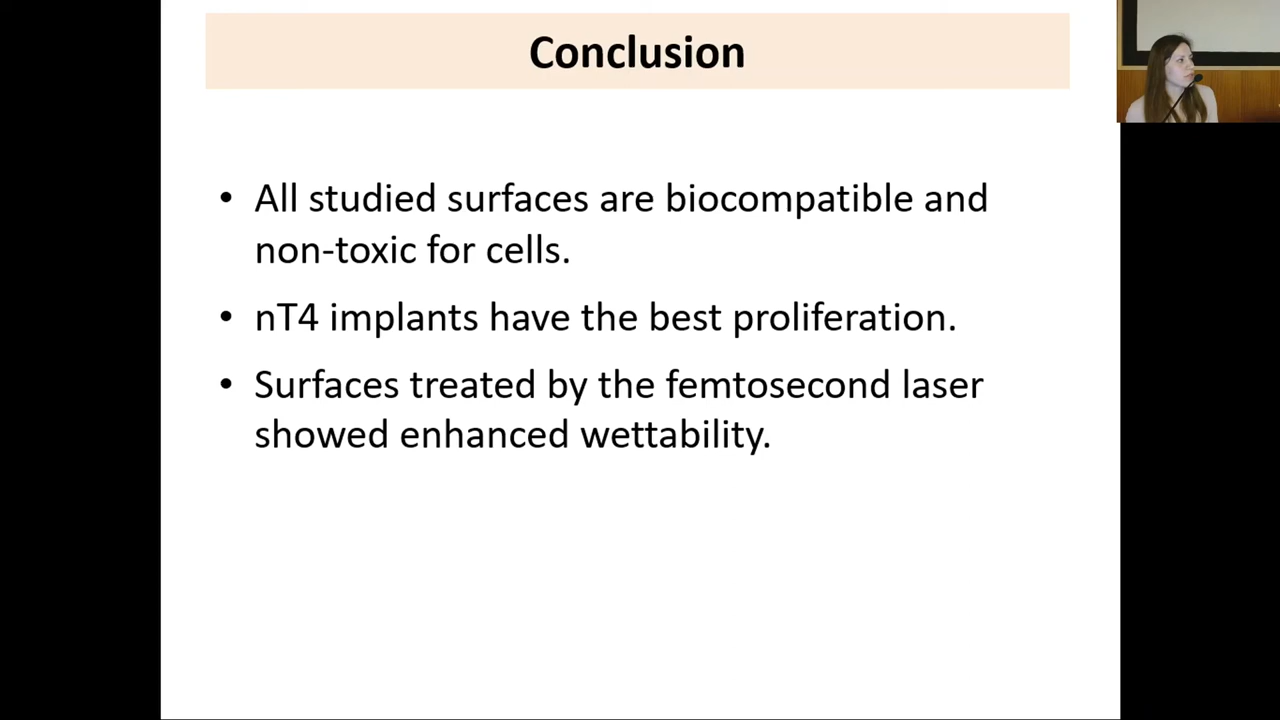 Conclusion
• All studied surfaces are biocompatible and
non-toxic for cells.
• nT4 implants have the best proliferation.
• Surfaces treated by the femtosecond laser
showed enhanced wettability.